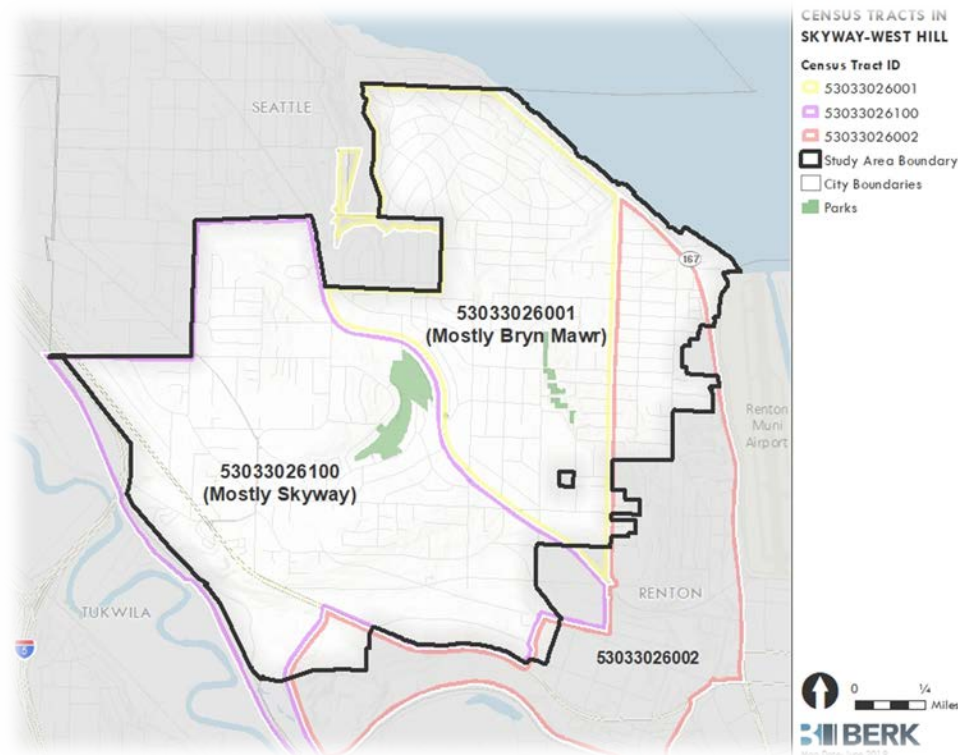 CENSUS TRACTS IN
SKYWAY-WEST HILL
Census Tract ID
53033026001
53033026100
53033026002
Study Area Boundary
City Boundaries
Parks
SEATTLE
167
53033026001
(Mostly Bryn Mawr)
Renton
Muni
Airport
53033026100
(Mostly Skyway)
RENTON
TUKWILA
53033026002
0 1/4
Miles
BERK